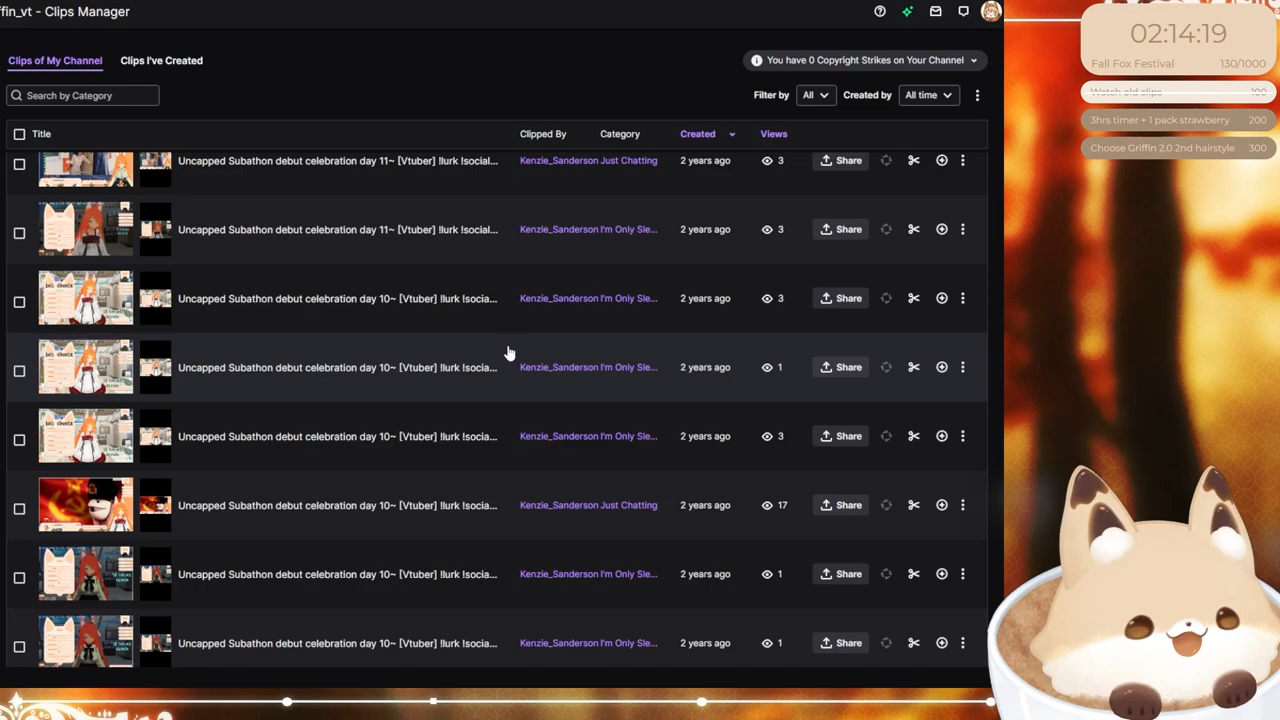 fin_vt - Clips Manager
Clips of My Channel
Clips I've Created
You have 0 Copyright Strikes on Your Channel
Search by Category
Filter by All Created by All time
Title Clipped By Category Created Views
Uncapped Subathon debut celebration day 11~ [Vtuber] !lurk !socia... Kenzie_Sanderson Just Chatting 2 years ago 3 Share
Uncapped Subathon debut celebration day 11~ [Vtuber] !lurk !socia... Kenzie_Sanderson I'm Only Sle... 2 years ago 3 Share
Uncapped Subathon debut celebration day 10~ [Vtuber] !lurk !socia... Kenzie_Sanderson I'm Only Sle... 2 years ago 3 Share
Uncapped Subathon debut celebration day 10~ [Vtuber] !lurk !socia... Kenzie_Sanderson I'm Only Sle... 2 years ago 1 Share
Uncapped Subathon debut celebration day 10~ [Vtuber] !lurk !socia... Kenzie_Sanderson I'm Only Sle... 2 years ago 3 Share
Uncapped Subathon debut celebration day 10~ [Vtuber] !lurk !socia... Kenzie_Sanderson Just Chatting 2 years ago 17 Share
Uncapped Subathon debut celebration day 10~ [Vtuber] !lurk !socia... Kenzie_Sanderson I'm Only Sle... 2 years ago 1 Share
Uncapped Subathon debut celebration day 10~ [Vtuber] !lurk !socia... Kenzie_Sanderson I'm Only Sle... 2 years ago 1 Share
02:14:19
Fall Fox Festival 130/1000
Watch old clips 100
3hrs timer + 1 pack strawberry 200
Choose Griffin 2.0 2nd hairstyle 300